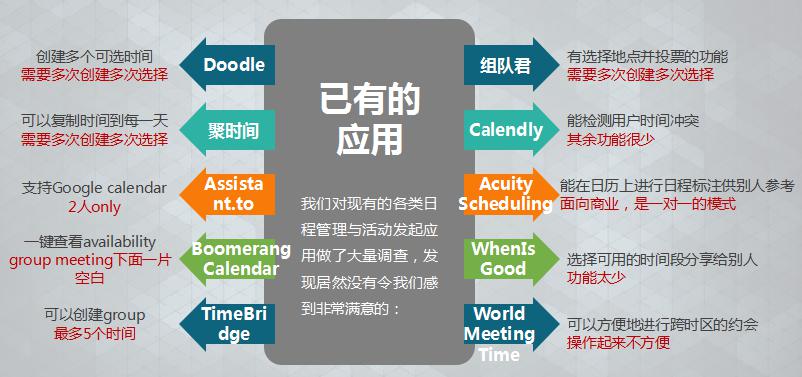 已有的
应用
我们对现有的各类日
程管理与活动发起应
用做了大量调查，发
现居然没有令我们感
到非常满意的：
创建多个可选时间
需要多次创建多次选择
Doodle
可以复制时间到每一天
需要多次创建多次选择
聚时间
支持Google calendar
2人only
Assista
nt.to
一键查看availability
group meeting下面一片
空白
Boomerang
Calendar
可以创建group
最多5个时间
TimeBri
dge
组队君
有选择地点并投票的功能
需要多次创建多次选择
Calendly
能检测用户时间冲突
其余功能很少
Acuity
Scheduling
能在日历上进行日程标注供别人参考
面向商业，是一对一的模式
WhenIs
Good
选择可用的时间段分享给别人
功能太少
World
Meeting
Time
可以方便地进行跨时区的约会
操作起来不方便